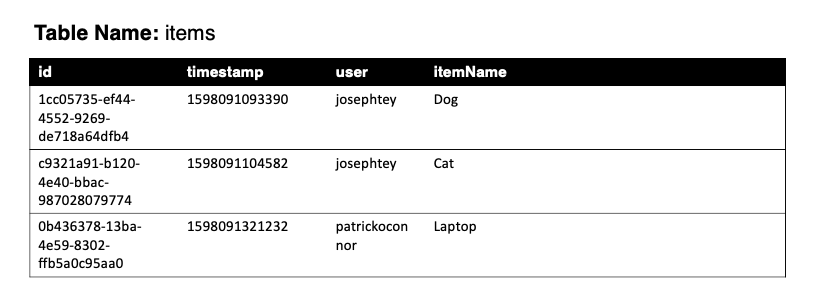 Table Name: items
id timestamp user itemName
1cc05735-ef44- 1598091093390 josephtey Dog
4552-9269-
de718a64dfb4
c9321a91-b120- 1598091104582 josephtey Cat
4e40-bbac-
987028079774
0b436378-13ba- 1598091321232 patrickocon Laptop
4e59-8302- nor
ffb5a0c95aa0